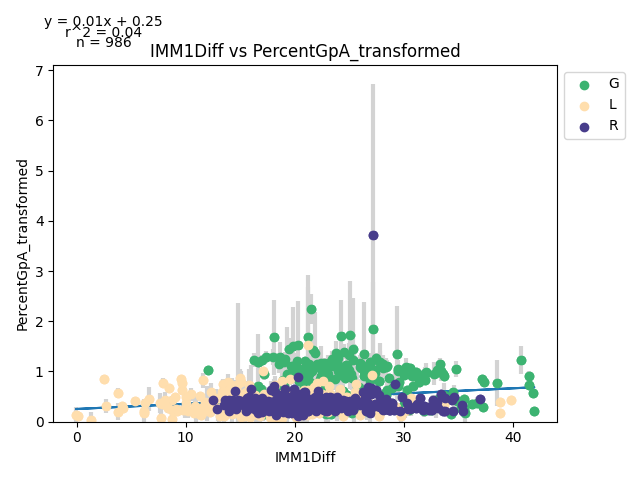 y = 0.01x + 0.25
r^2 = 0.04
n = 986
IMM1Diff vs PercentGpA_transformed
7
6
5
4
3
2
1
0
PercentGpA_transformed
0 10 20 30 40
IMM1Diff
G
L
R